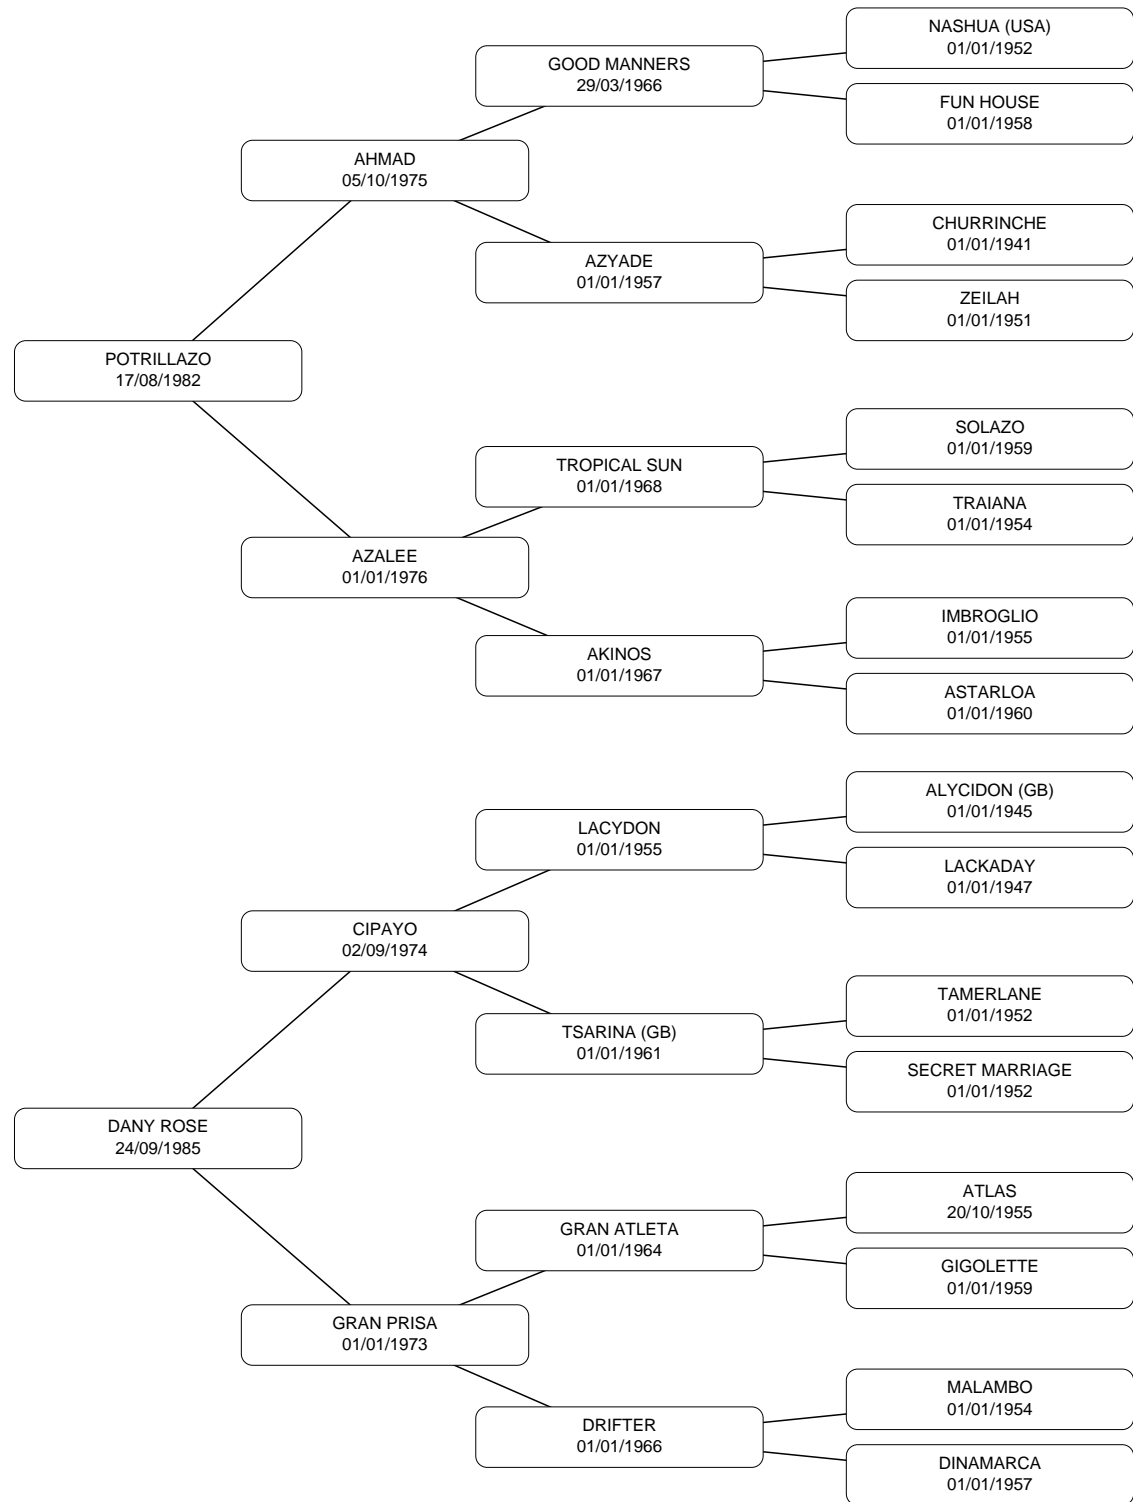 NASHUA (USA)
01/01/1952
GOOD MANNERS
29/03/1966
FUN HOUSE
01/01/1958
AHMAD
05/10/1975
CHURRINCHE
01/01/1941
AZYADE
01/01/1957
ZEILAH
01/01/1951
POTRILLAZO
17/08/1982
SOLAZO
01/01/1959
TROPICAL SUN
01/01/1968
TRAIANA
01/01/1954
AZALEE
01/01/1976
IMBROGLIO
01/01/1955
AKINOS
01/01/1967
ASTARLOA
01/01/1960
ALYCIDON (GB)
01/01/1945
LACYDON
01/01/1955
LACKADAY
01/01/1947
CIPAYO
02/09/1974
TAMERLANE
01/01/1952
TSARINA (GB)
01/01/1961
SECRET MARRIAGE
01/01/1952
DANY ROSE
24/09/1985
ATLAS
20/10/1955
GRAN ATLETA
01/01/1964
GIGOLETTE
01/01/1959
GRAN PRISA
01/01/1973
MALAMBO
01/01/1954
DRIFTER
01/01/1966
DINAMARCA
01/01/1957